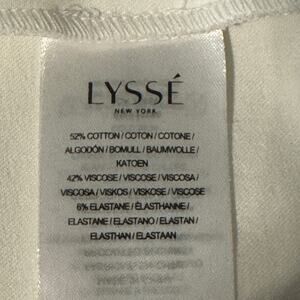 LYSSÉ
NEW YORK
52% COTTON / COTON / COTONE /
ALGODÓN / BOMULL / BAUMWOLLE /
KATOEN
42% VISCOSE / VISCOSE / VISCOSA /
VISCOSA / VISKOS / VISKOSE / VISCOSE
6% ELASTANE / ÉLASTHANNE /
ELASTANE / ELASTANO / ELASTAN /
ELASTHAN / ELASTAAN